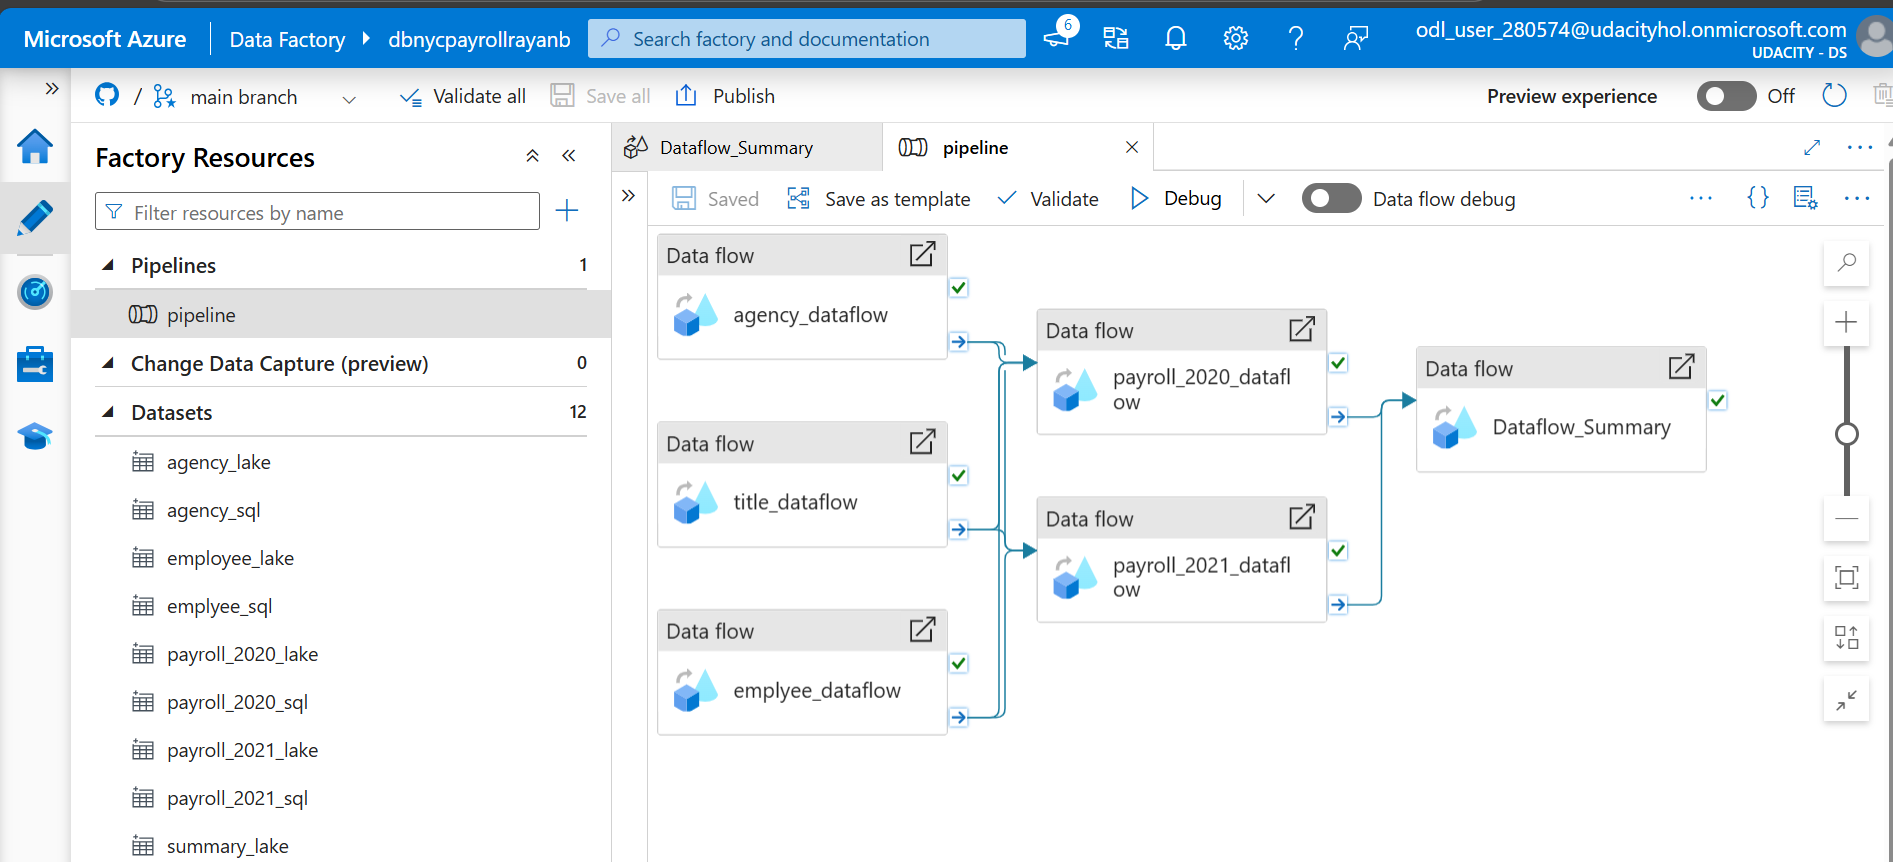 Microsoft Azure
Data Factory
dbnycpayrollrayanb
Search factory and documentation
6
odl_user_280574@udacityhol.onmicrosoft.com
UDACITY - DS
/
main branch
Validate all
Save all
Publish
Preview experience
Off
Factory Resources
Filter resources by name
Pipelines
1
pipeline
Change Data Capture (preview)
0
Datasets
12
agency_lake
agency_sql
employee_lake
emplyee_sql
payroll_2020_lake
payroll_2020_sql
payroll_2021_lake
payroll_2021_sql
summary_lake
Dataflow_Summary
pipeline
Saved
Save as template
Validate
Debug
Data flow debug
{}
Data flow
agency_dataflow
Data flow
title_dataflow
Data flow
emplyee_dataflow
Data flow
payroll_2020_datafl
ow
Data flow
payroll_2021_datafl
ow
Data flow
Dataflow_Summary